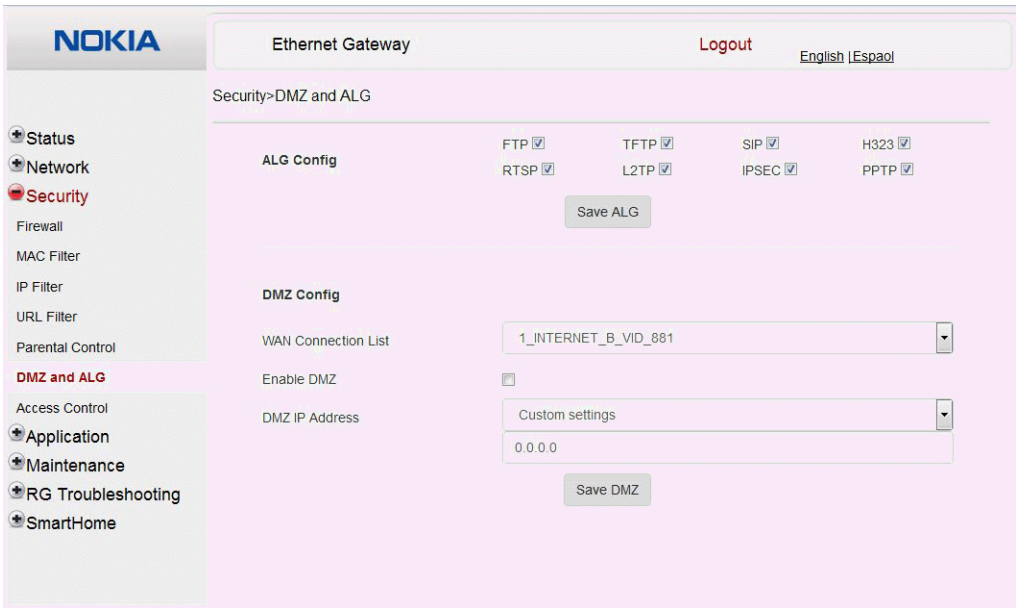 NOKIA
Ethernet Gateway
Logout
English | Espaol
Security>DMZ and ALG
Status
Network
Security
Firewall
MAC Filter
IP Filter
URL Filter
Parental Control
DMZ and ALG
Access Control
Application
Maintenance
RG Troubleshooting
SmartHome
ALG Config
FTP TFTP SIP H323
RTSP L2TP IPSEC PPTP
Save ALG
DMZ Config
WAN Connection List
1_INTERNET_B_VID_881
Enable DMZ
DMZ IP Address
Custom settings
0.0.0.0
Save DMZ